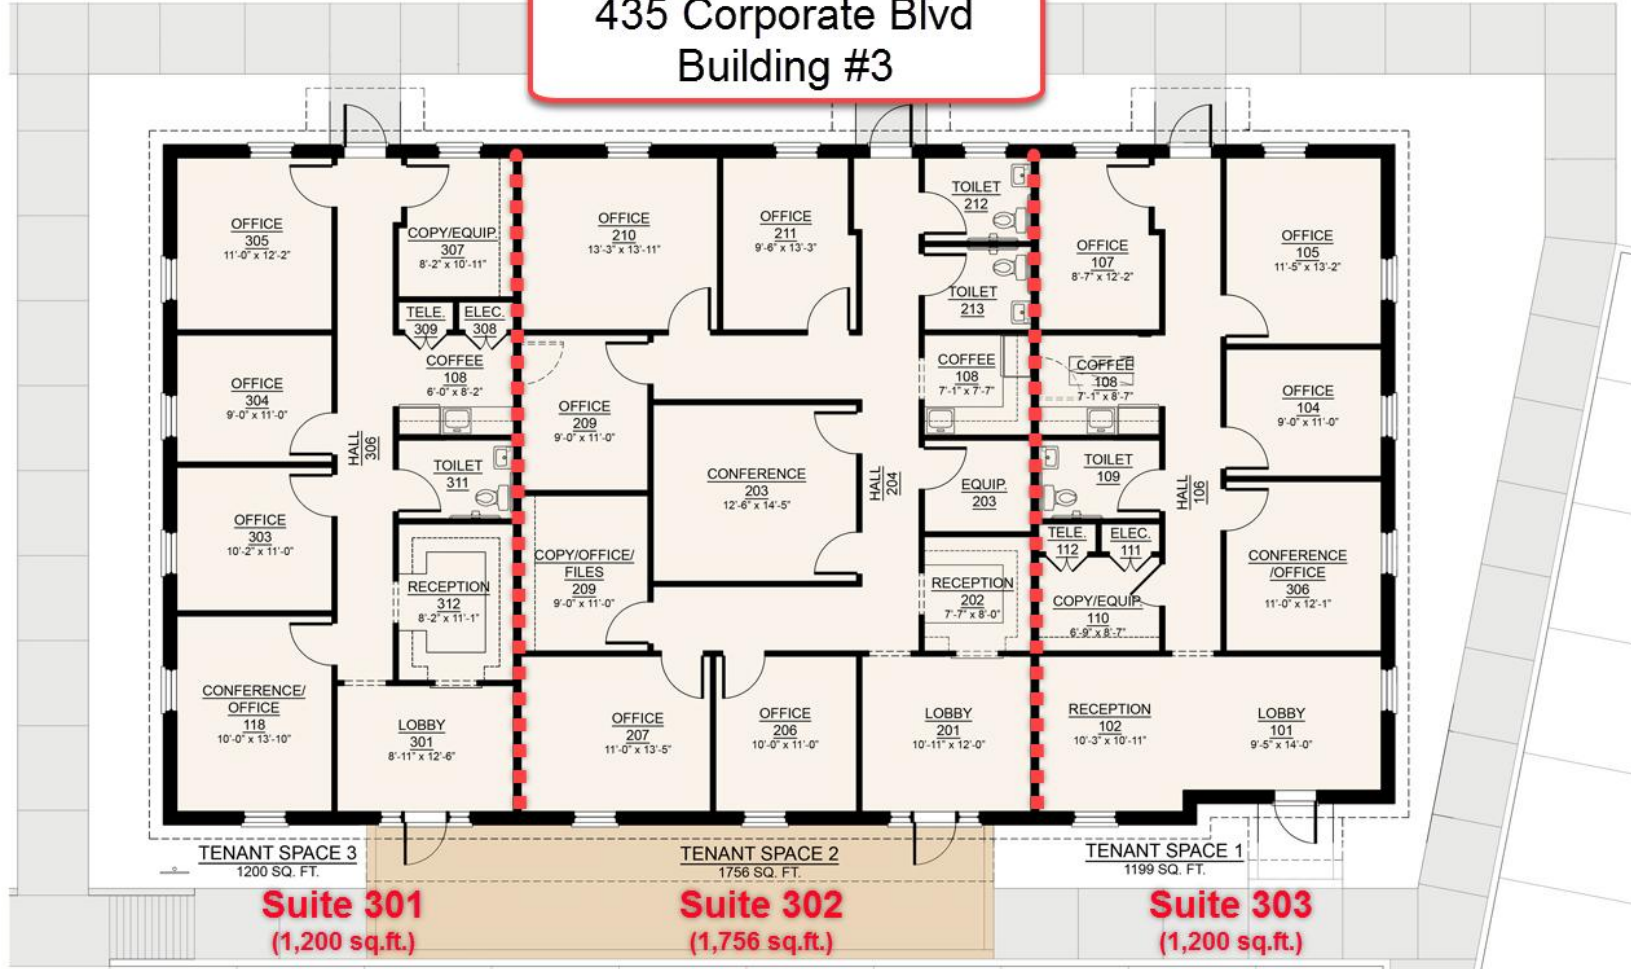 435 Corporate Blvd
Building #3
OFFICE
305
11'-0" x 12'-2"
COPY/EQUIP.
307
8'-2" x 10'-11"
OFFICE
210
13'-3" x 13'-11"
OFFICE
211
9'-6" x 13'-3"
TOILET
212
TOILET
213
OFFICE
107
8'-7" x 12'-2"
OFFICE
105
11'-5" x 13'-2"
TELE.
309
ELEC.
308
COFFEE
108
6'-0" x 8'-2"
COFFEE
108
7'-1" x 7'-7"
COFFEE
108
7'-1" x 8'-7"
OFFICE
304
9'-0" x 11'-0"
HALL
306
OFFICE
209
9'-0" x 11'-0"
OFFICE
104
9'-0" x 11'-0"
TOILET
311
CONFERENCE
203
12'-6" x 14'-5"
HALL
204
EQUIP.
203
TOILET
109
HALL
106
OFFICE
303
10'-2" x 11'-0"
COPY/OFFICE/
FILES
209
9'-0" x 11'-0"
TELE.
112
ELEC.
111
CONFERENCE
/OFFICE
306
11'-0" x 12'-1"
RECEPTION
312
8'-2" x 11'-1"
RECEPTION
202
7'-7" x 8'-0"
COPY/EQUIP.
110
6'-9" x 8'-7"
CONFERENCE/
OFFICE
118
10'-0" x 13'-10"
LOBBY
301
8'-11" x 12'-6"
OFFICE
207
11'-0" x 13'-5"
OFFICE
206
10'-0" x 11'-0"
LOBBY
201
10'-11" x 12'-0"
RECEPTION
102
10'-3" x 10'-11"
LOBBY
101
9'-5" x 14'-0"
TENANT SPACE 3
1200 SQ. FT.
TENANT SPACE 2
1756 SQ. FT.
TENANT SPACE 1
1199 SQ. FT.
Suite 301
(1,200 sq.ft.)
Suite 302
(1,756 sq.ft.)
Suite 303
(1,200 sq.ft.)